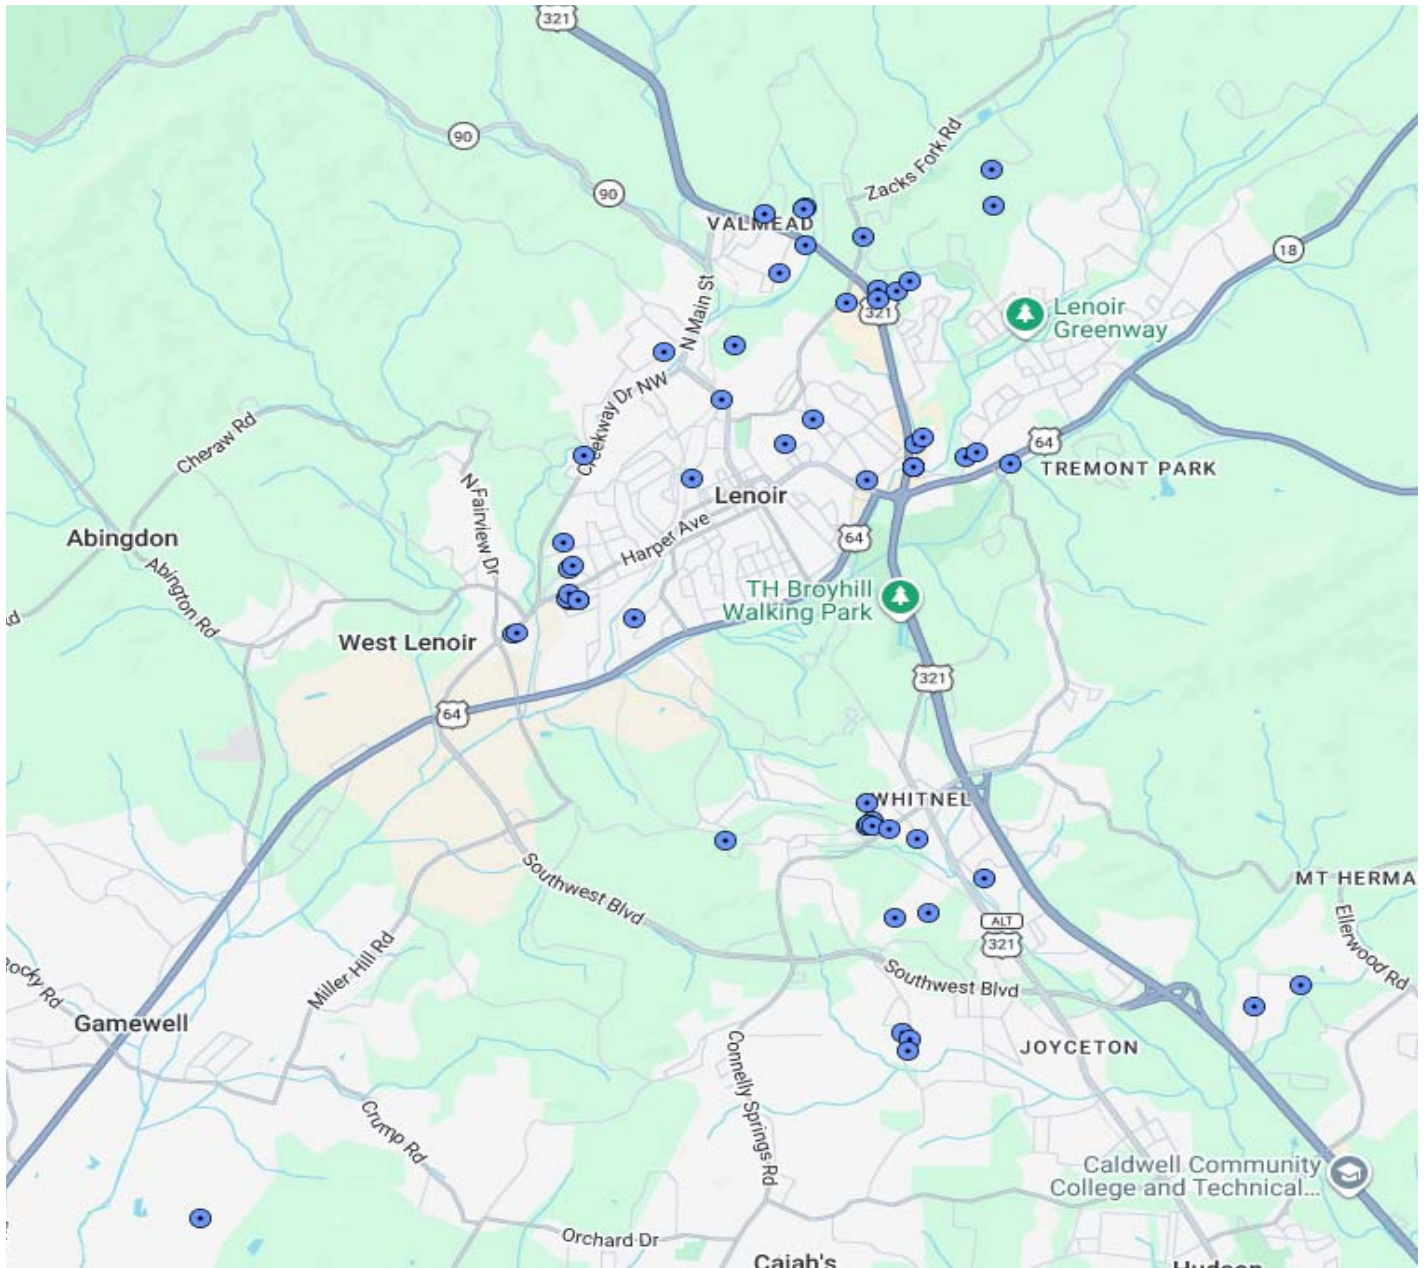 321
90
90
Zacks Fork Rd
VALMEAD
18
N Main St
Lenoir
Greenway
321
Creekway Dr NW
Cheraw Rd
64
TREMONT PARK
N Fairview Dr
Lenoir
Abingdon
Harper Ave
64
Abington Rd
TH Broyhill
Walking Park
West Lenoir
321
64
WHITNEL
Southwest Blvd
MT HERMA
ALT
321
Ellerwood Rd
Miller Hill Rd
Rocky Rd
Southwest Blvd
Gamewell
Connelly Springs Rd
JOYCETON
Crump Rd
Caldwell Community
College and Technical...
Orchard Dr
Cajah's
Hudson